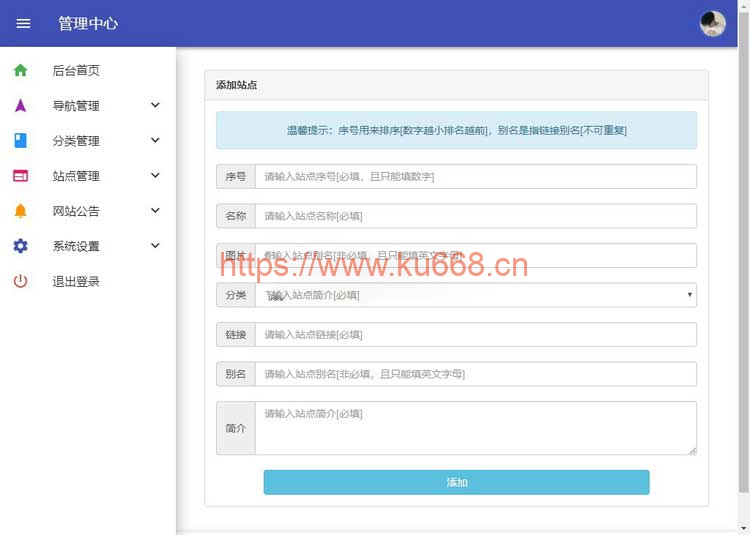 管理中心
后台首页
导航管理
分类管理
站点管理
网站公告
系统设置
退出登录
添加站点
温馨提示：序号用来排序[数字越小排名越前]，别名是指链接别名[不可重复]
序号 请输入站点序号[必填，且只能填数字]
名称 请输入站点名称[必填]
图片 请输入站点别名[非必填，且只能填英文字母]
https://www.ku668.cn
分类 输入站点简介[必填]
链接 请输入站点链接[必填]
别名 请输入站点别名[非必填，且只能填英文字母]
简介 请输入站点简介[必填]
添加